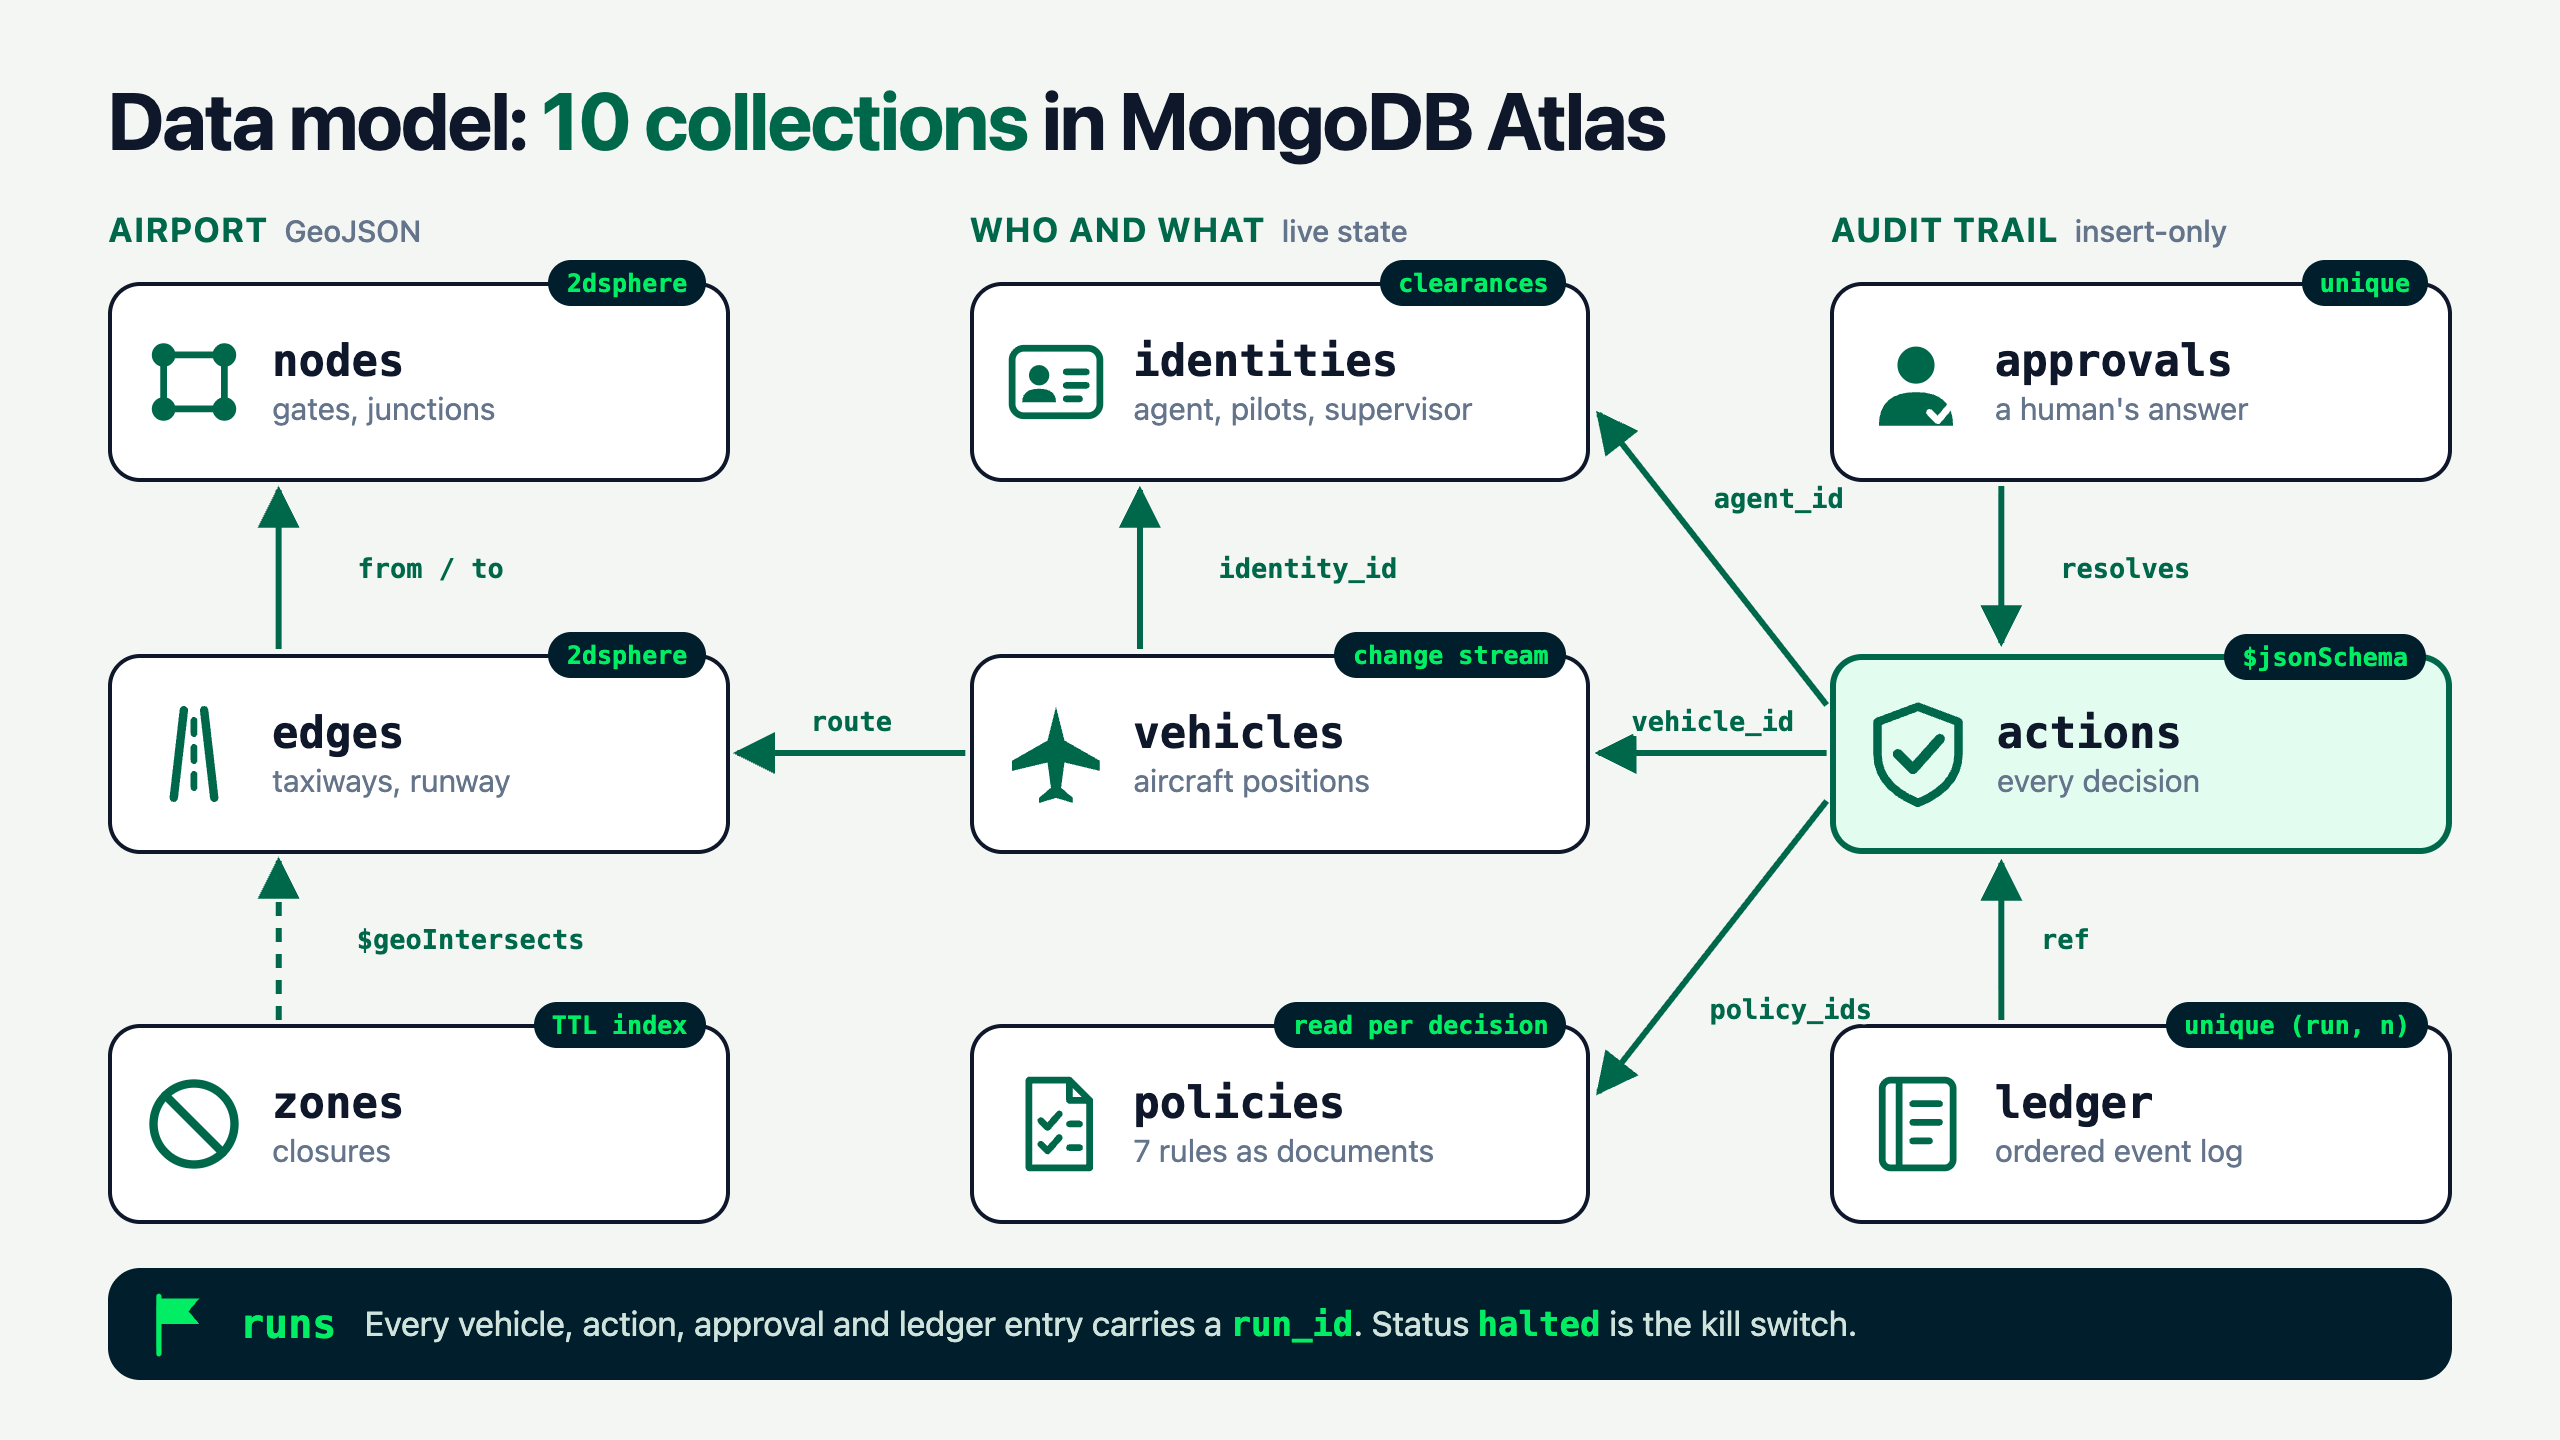 Data model: 10 collections in MongoDB Atlas
AIRPORT GeoJSON
2dsphere
nodes
gates, junctions
from / to
2dsphere
edges
taxiways, runway
$geoIntersects
TTL index
zones
closures
WHO AND WHAT live state
clearances
identities
agent, pilots, supervisor
identity_id
route
change stream
vehicles
aircraft positions
read per decision
policies
7 rules as documents
agent_id
vehicle_id
policy_ids
AUDIT TRAIL insert-only
unique
approvals
a human's answer
resolves
$jsonSchema
actions
every decision
ref
unique (run, n)
ledger
ordered event log
runs Every vehicle, action, approval and ledger entry carries a run_id. Status halted is the kill switch.